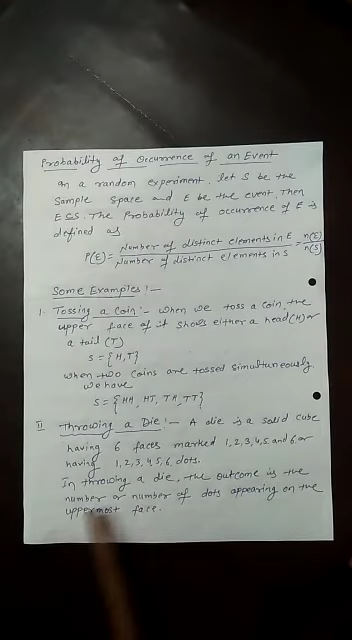 Probability of Occurrence of an Event
In a random experiment, let S be the
Sample Space and E be the event. Then
E⊆S. The Probability of occurrence of E is
defined as
P(E) = Number of distinct elements in E / Number of distinct elements in S = n(E) / n(S)
Some Examples:-
I. Tossing a Coin:- When we toss a coin, the
upper face of it shows either a head (H) or
a tail (T)
S = {H, T}
When two coins are tossed simultaneously,
we have
S = {HH, HT, TH, TT}
II Throwing a Die:- A die is a solid cube
having 6 faces marked 1, 2, 3, 4, 5 and 6 or
having 1, 2, 3, 4, 5, 6, dots.
In throwing a die, the outcome is the
number or number of dots appearing on the
uppermost face.